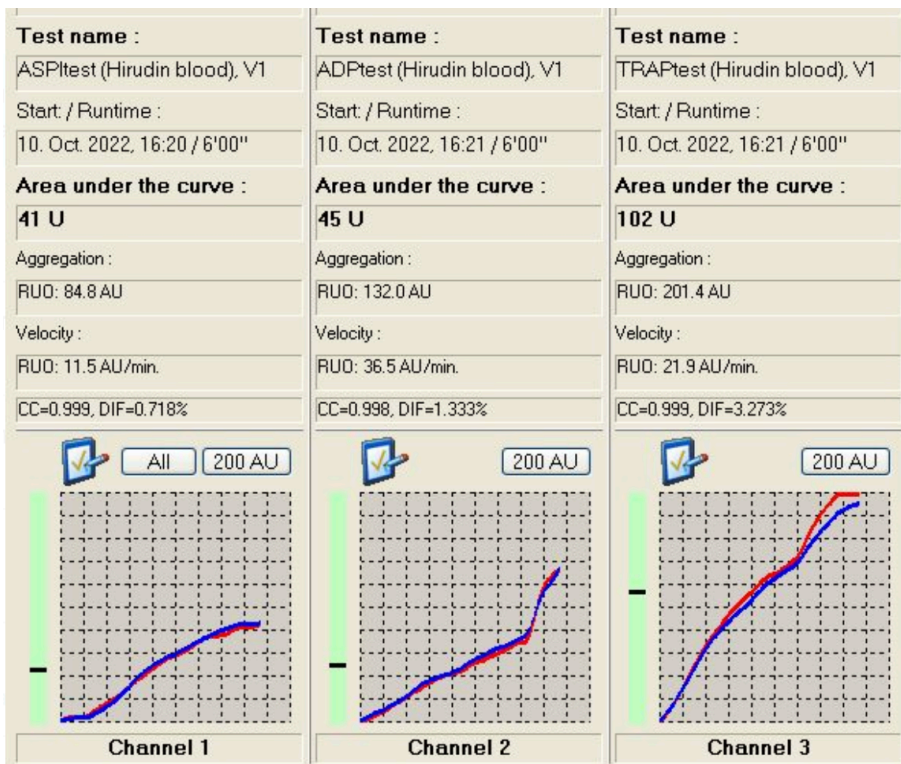 Test name :
ASPItest (Hirudin blood), V1
Start / Runtime :
10. Oct. 2022, 16:20 / 6'00"
Area under the curve :
41 U
Aggregation :
RUO: 84.8 AU
Velocity :
RUO: 11.5 AU/min.
CC=0.999, DIF=0.718%
All
200 AU
Channel 1
Test name :
ADPtest (Hirudin blood), V1
Start / Runtime :
10. Oct. 2022, 16:21 / 6'00"
Area under the curve :
45 U
Aggregation :
RUO: 132.0 AU
Velocity :
RUO: 36.5 AU/min.
CC=0.998, DIF=1.333%
200 AU
Channel 2
Test name :
TRAPtest (Hirudin blood), V1
Start / Runtime :
10. Oct. 2022, 16:21 / 6'00"
Area under the curve :
102 U
Aggregation :
RUO: 201.4 AU
Velocity :
RUO: 21.9 AU/min.
CC=0.999, DIF=3.273%
200 AU
Channel 3